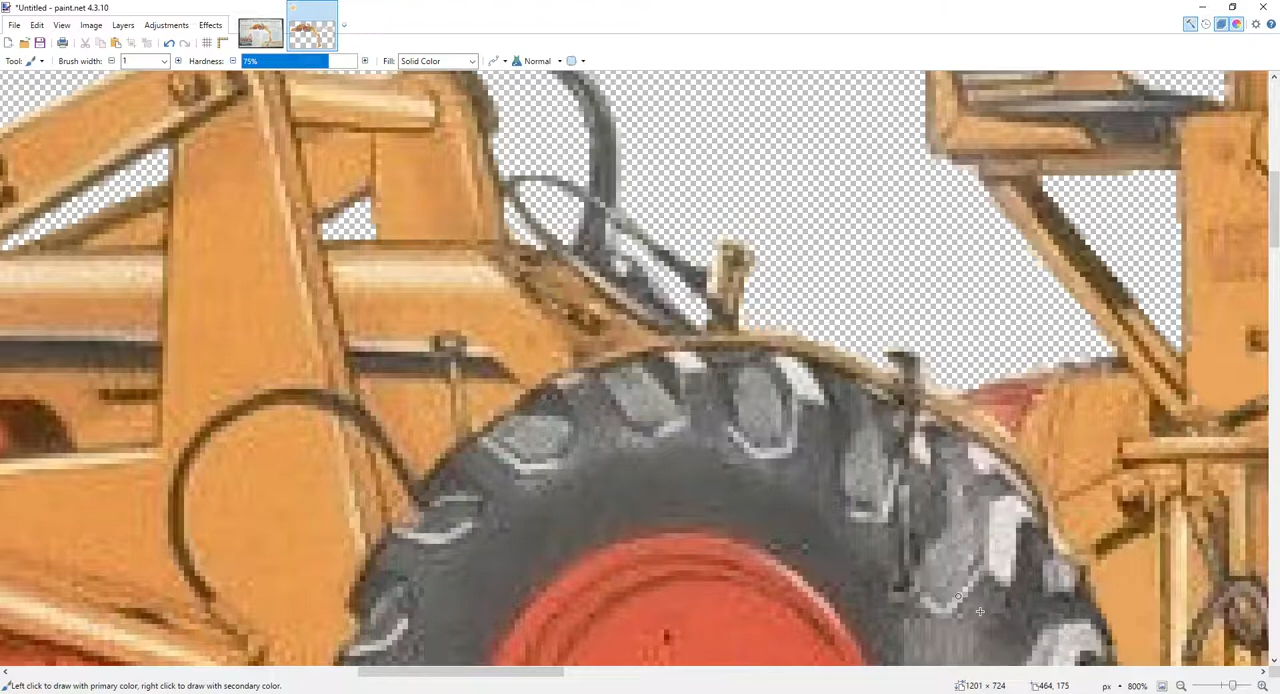 *Untitled - paint.net 4.3.10
File Edit View Image Layers Adjustments Effects
Tool: Brush width: 1 Hardness: 75% Fill: Solid Color Normal
Left click to draw with primary color, right click to draw with secondary color. 1201 × 724 464, 175 px 800%